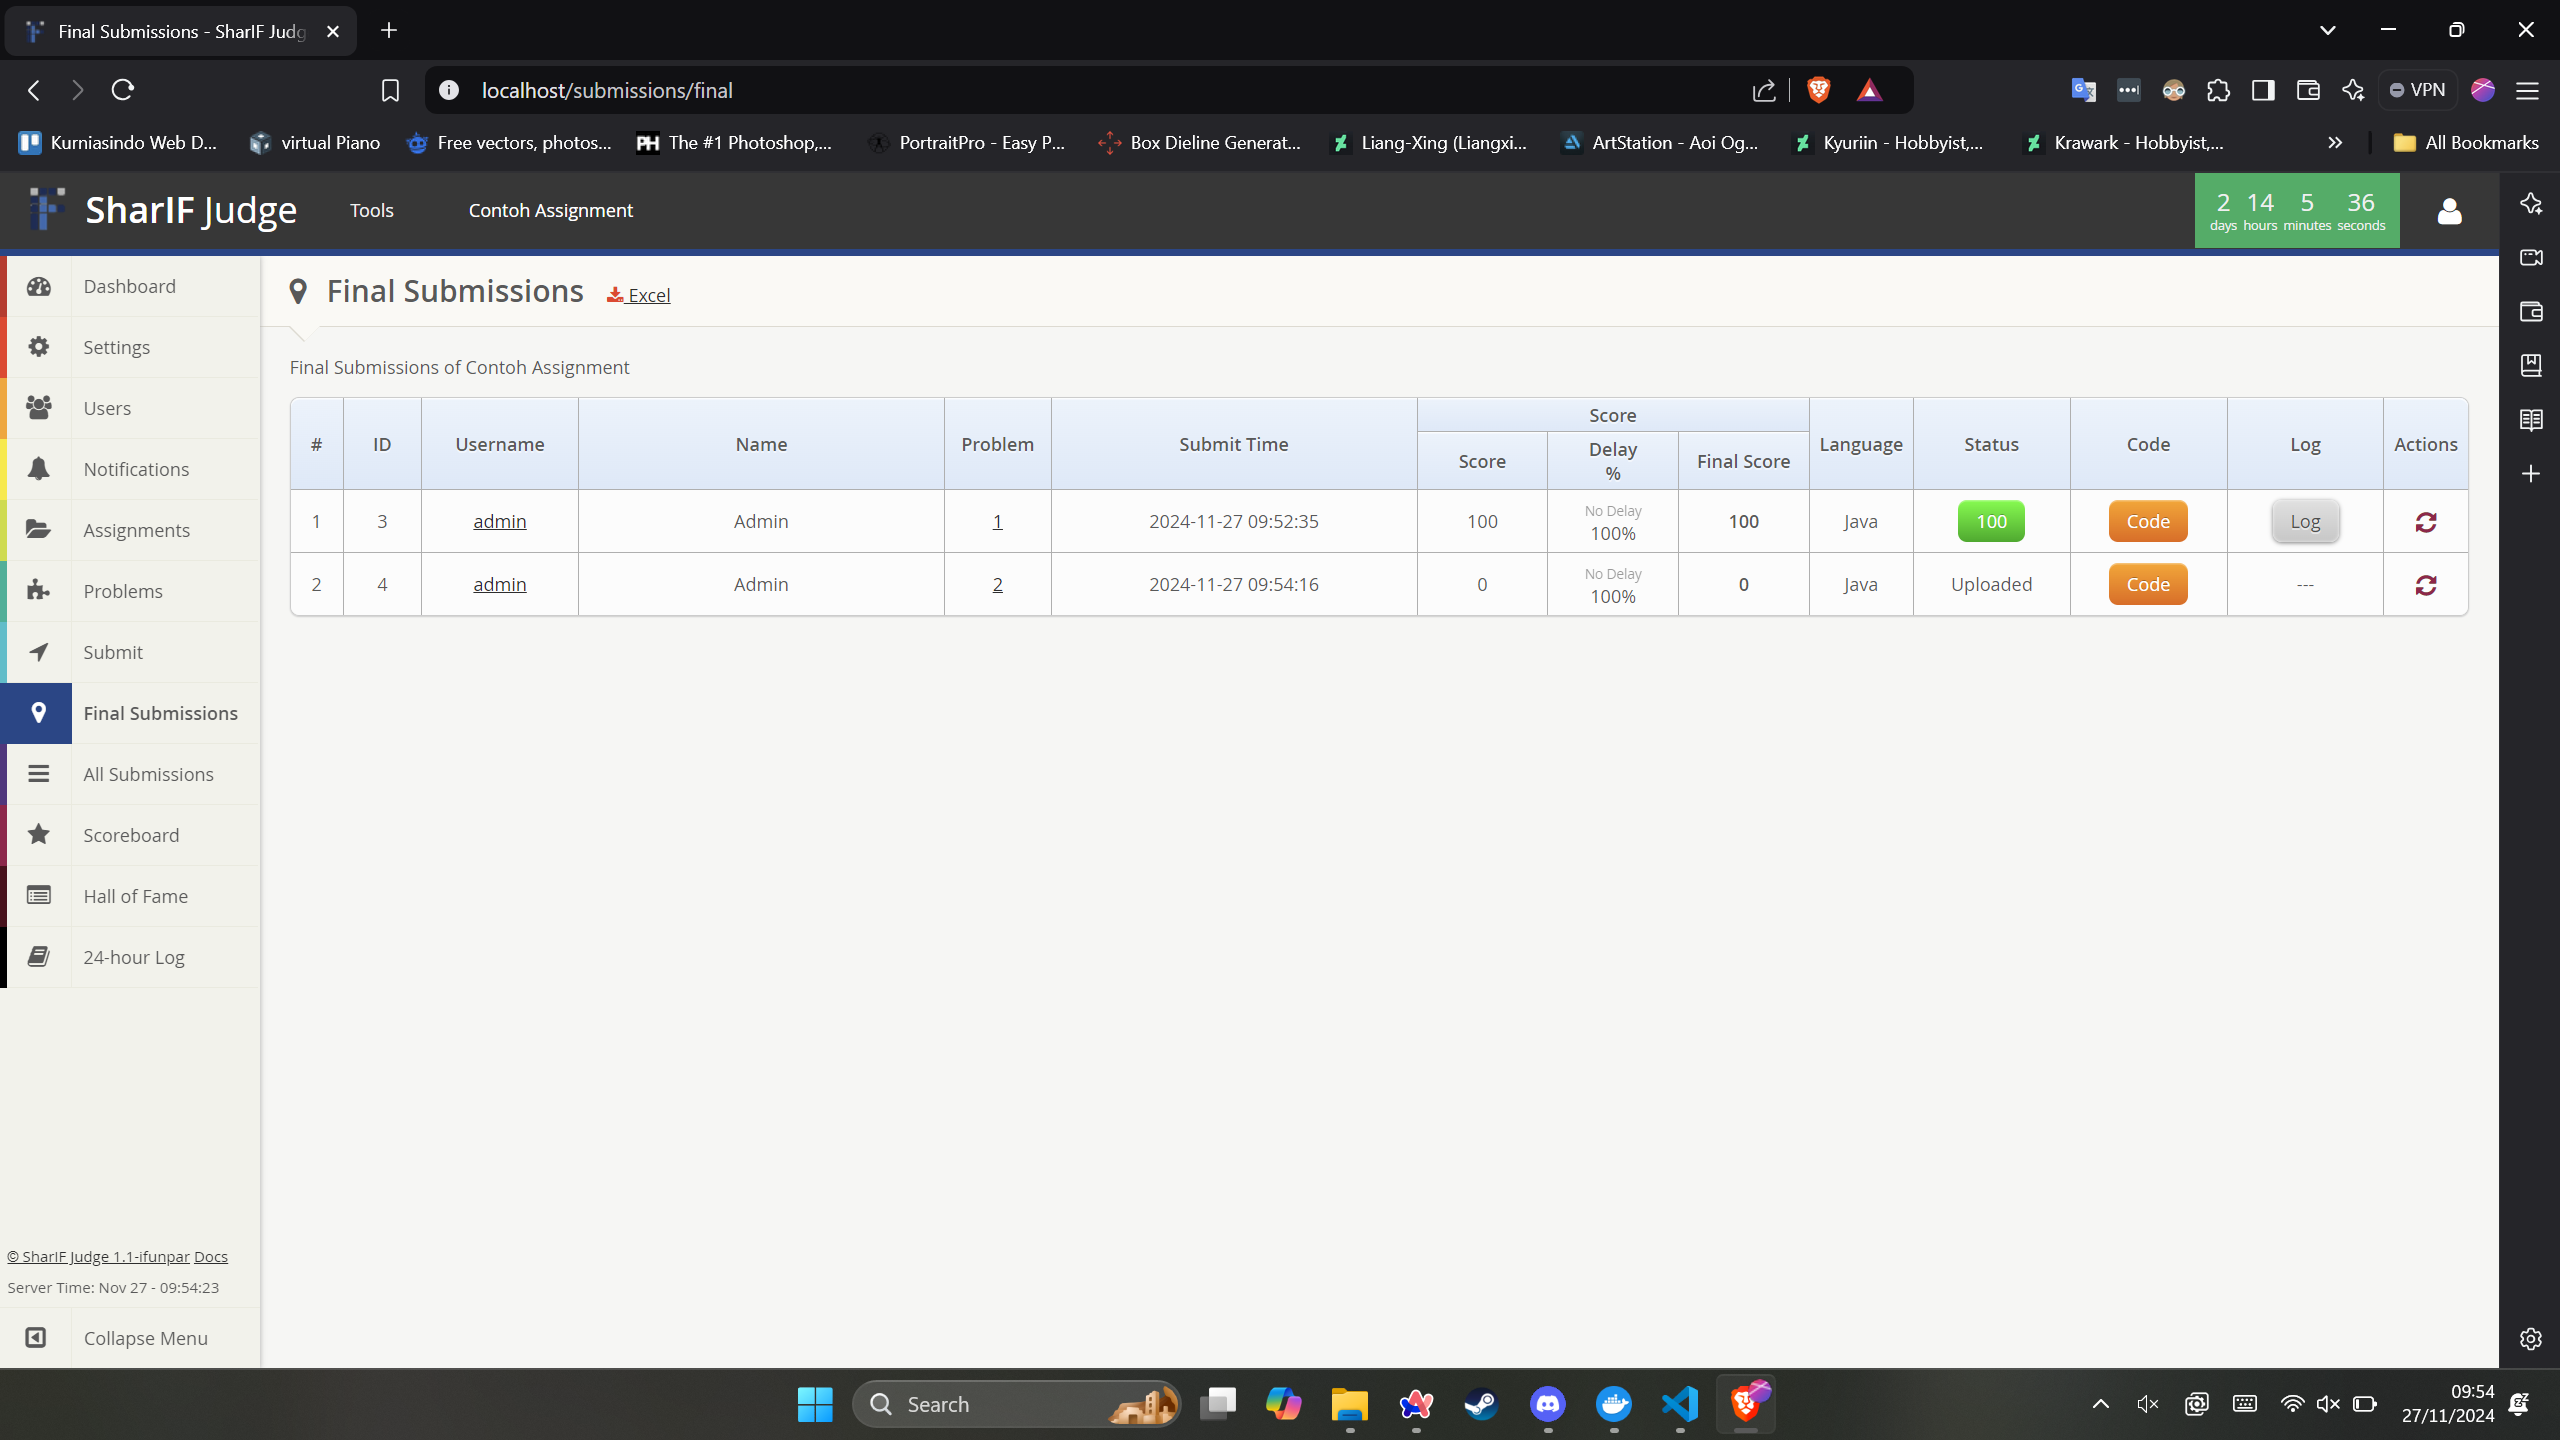 Final Submissions - SharIF Judg
localhost/submissions/final
VPN
Kurniasindo Web D...
virtual Piano
Free vectors, photos...
PH The #1 Photoshop,...
PortraitPro - Easy P...
Box Dieline Generat...
Liang-Xing (Liangxi...
ArtStation - Aoi Og...
Kyuriin - Hobbyist,...
Krawark - Hobbyist,...
All Bookmarks
SharIF Judge
Tools
Contoh Assignment
2 14 5 36
days hours minutes seconds
Dashboard
Settings
Users
Notifications
Assignments
Problems
Submit
Final Submissions
All Submissions
Scoreboard
Hall of Fame
24-hour Log
© SharIF Judge 1.1-ifunpar Docs
Server Time: Nov 27 - 09:54:23
Collapse Menu
Final Submissions Excel
Final Submissions of Contoh Assignment
# ID Username Name Problem Submit Time Score Language Status Code Log Actions
Score Delay % Final Score
1 3 admin Admin 1 2024-11-27 09:52:35 100 No Delay 100% 100 Java 100 Code Log
2 4 admin Admin 2 2024-11-27 09:54:16 0 No Delay 100% 0 Java Uploaded Code ---
Search
09:54
27/11/2024